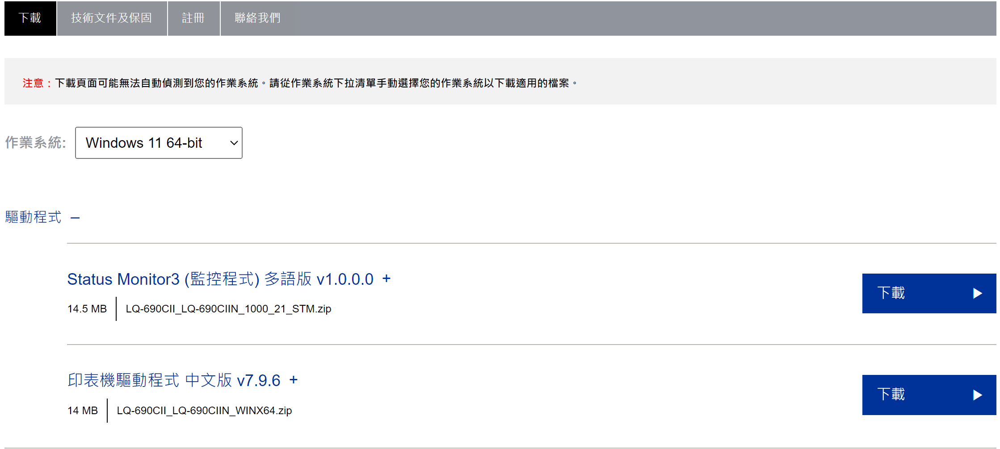 下載 技術文件及保固 註冊 聯絡我們
注意：下載頁面可能無法自動偵測到您的作業系統。請從作業系統下拉清單手動選擇您的作業系統以下載適用的檔案。
作業系統: Windows 11 64-bit
驅動程式 –
Status Monitor3 (監控程式) 多語版 v1.0.0.0 +
下載
14.5 MB LQ-690CII_LQ-690CIIN_1000_21_STM.zip
印表機驅動程式 中文版 v7.9.6 +
下載
14 MB LQ-690CII_LQ-690CIIN_WINX64.zip